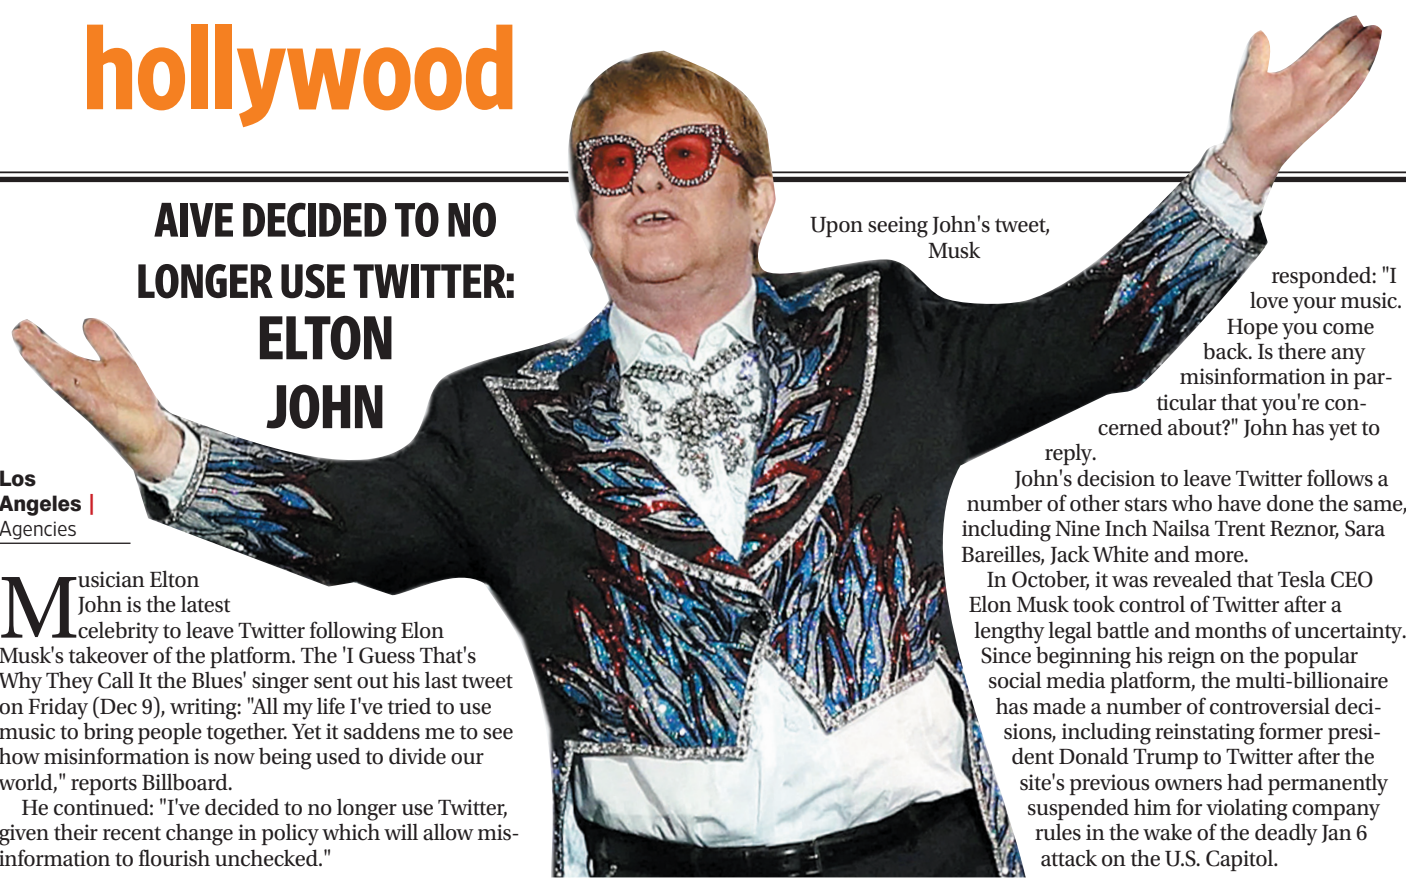 hollywood
AIVE DECIDED TO NO
LONGER USE TWITTER:
ELTON
JOHN
Los
Angeles |
Agencies
Musician Elton
John is the latest
celebrity to leave Twitter following Elon
Musk's takeover of the platform. The 'I Guess That's
Why They Call It the Blues' singer sent out his last tweet
on Friday (Dec 9), writing: "All my life I've tried to use
music to bring people together. Yet it saddens me to see
how misinformation is now being used to divide our
world," reports Billboard.
He continued: "I've decided to no longer use Twitter,
given their recent change in policy which will allow mis-
information to flourish unchecked."
Upon seeing John's tweet,
Musk
responded: "I
love your music.
Hope you come
back. Is there any
misinformation in par-
ticular that you're con-
cerned about?" John has yet to
reply.
John's decision to leave Twitter follows a
number of other stars who have done the same,
including Nine Inch Nailsa Trent Reznor, Sara
Bareilles, Jack White and more.
In October, it was revealed that Tesla CEO
Elon Musk took control of Twitter after a
lengthy legal battle and months of uncertainty.
Since beginning his reign on the popular
social media platform, the multi-billionaire
has made a number of controversial deci-
sions, including reinstating former presi-
dent Donald Trump to Twitter after the
site's previous owners had permanently
suspended him for violating company
rules in the wake of the deadly Jan 6
attack on the U.S. Capitol.